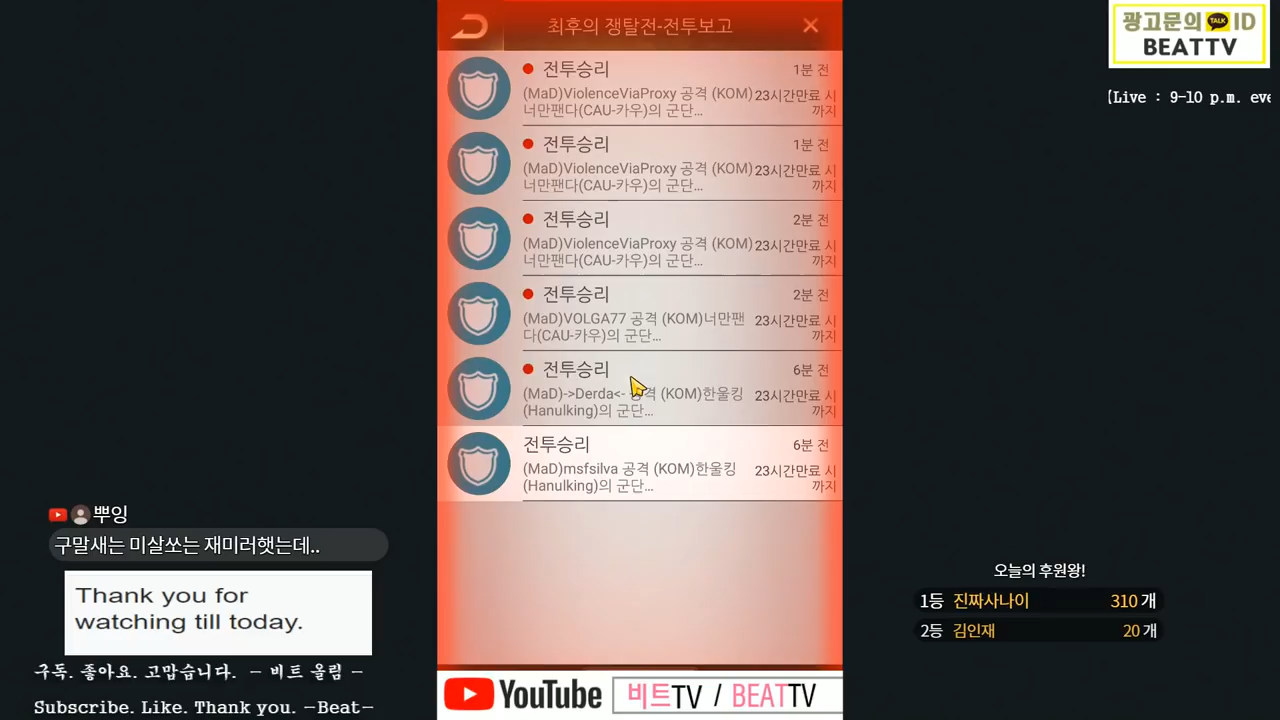 최후의 쟁탈전-전투보고
전투승리
1분 전
(MaD)ViolenceViaProxy 공격 (KOM)
너만팬다(CAU-카우)의 군단...
23시간만료 시
까지
전투승리
1분 전
(MaD)ViolenceViaProxy 공격 (KOM)
너만팬다(CAU-카우)의 군단...
23시간만료 시
까지
전투승리
2분 전
(MaD)ViolenceViaProxy 공격 (KOM)
너만팬다(CAU-카우)의 군단...
23시간만료 시
까지
전투승리
2분 전
(MaD)VOLGA77 공격 (KOM)너만팬
다(CAU-카우)의 군단...
23시간만료 시
까지
전투승리
6분 전
(MaD)->Derda<- 공격 (KOM)한울킹
(Hanulking)의 군단...
23시간만료 시
까지
전투승리
6분 전
(MaD)msfsilva 공격 (KOM)한울킹
(Hanulking)의 군단...
23시간만료 시
까지
광고문의 TALK ID
BEATTV
(Live : 9-10 p.m. eve
뿌잉
구말새는 미살쏘는 재미러햇는데..
Thank you for
watching till today.
구독. 좋아요. 고맙습니다. - 비트 올림 -
Subscribe. Like. Thank you. -Beat-
오늘의 후원왕!
1등 진짜사나이 310 개
2등 김인재 20 개
YouTube 비트TV / BEATTV